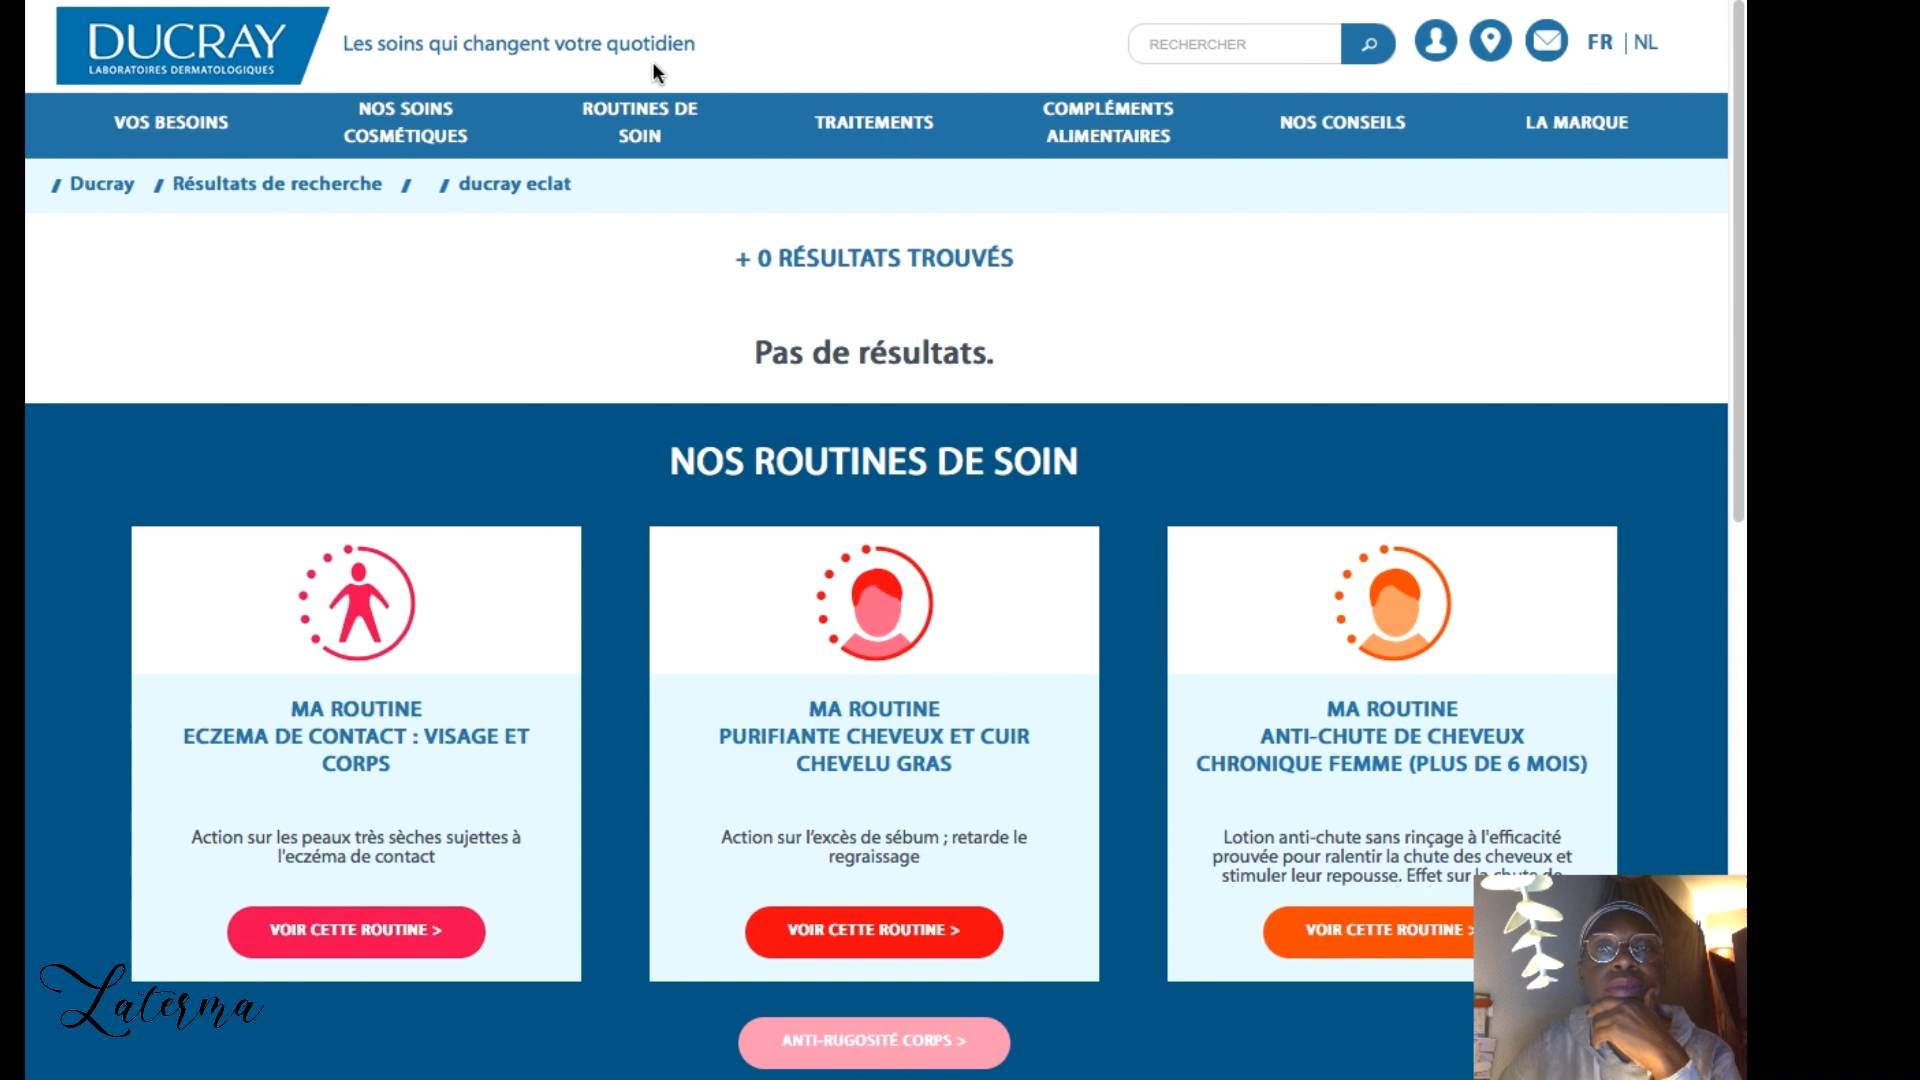 DUCRAY
LABORATOIRES DERMATOLOGIQUES
Les soins qui changent votre quotidien
RECHERCHER
FR | NL
VOS BESOINS
NOS SOINS
COSMÉTIQUES
ROUTINES DE
SOIN
TRAITEMENTS
COMPLÉMENTS
ALIMENTAIRES
NOS CONSEILS
LA MARQUE
/ Ducray / Résultats de recherche / / ducray eclat
+ 0 RÉSULTATS TROUVÉS
Pas de résultats.
NOS ROUTINES DE SOIN
MA ROUTINE
ECZEMA DE CONTACT : VISAGE ET
CORPS
Action sur les peaux très sèches sujettes à
l'eczéma de contact
VOIR CETTE ROUTINE >
MA ROUTINE
PURIFIANTE CHEVEUX ET CUIR
CHEVELU GRAS
Action sur l’excès de sébum ; retarde le
regraissage
VOIR CETTE ROUTINE >
MA ROUTINE
ANTI-CHUTE DE CHEVEUX
CHRONIQUE FEMME (PLUS DE 6 MOIS)
Lotion anti-chute sans rinçage à l'efficacité
prouvée pour ralentir la chute des cheveux et
stimuler leur repousse. Effet sur la chute de
VOIR CETTE ROUTINE >
ANTI-RUGOSITÉ CORPS >
Laterma